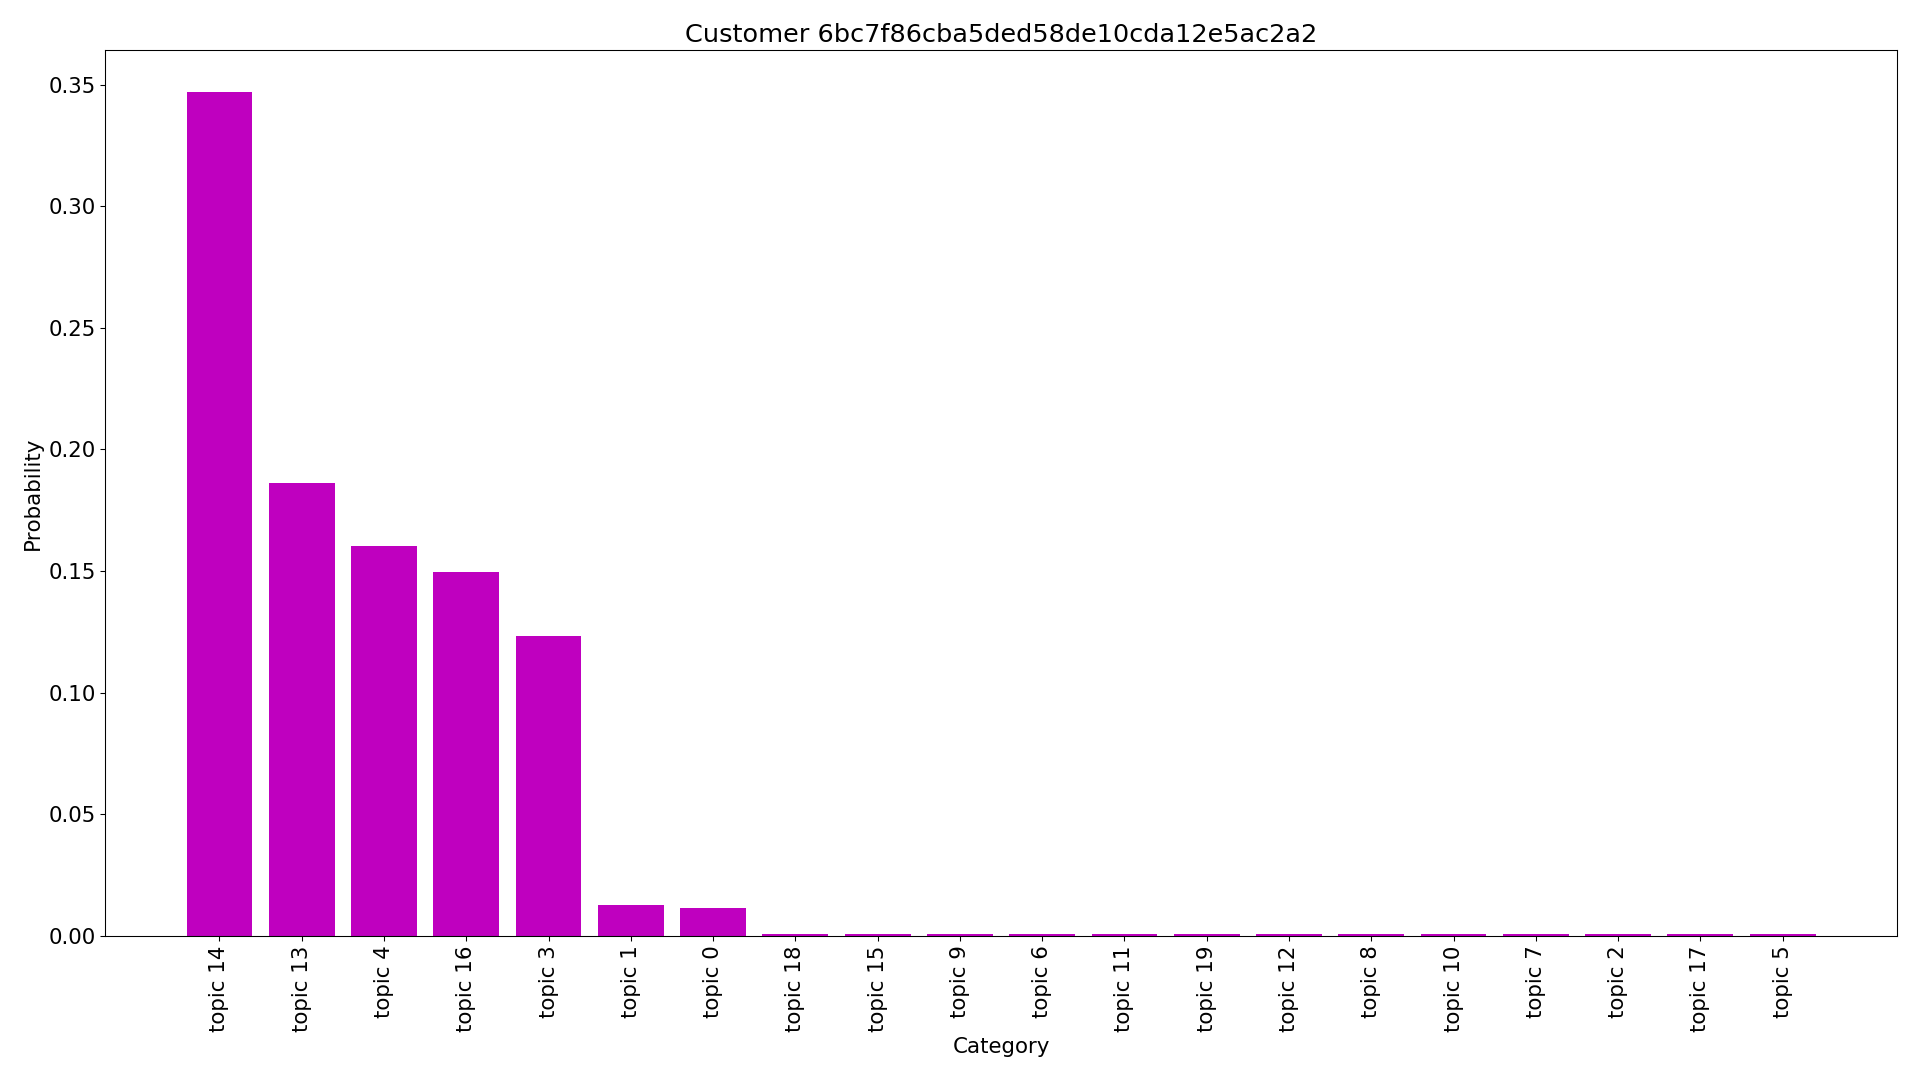 Customer 6bc7f86cba5ded58de10cda12e5ac2a2
Probability
0.35
0.30
0.25
0.20
0.15
0.10
0.05
0.00
topic 14
topic 13
topic 4
topic 16
topic 3
topic 1
topic 0
topic 18
topic 15
topic 9
topic 6
topic 11
topic 19
topic 12
topic 8
topic 10
topic 7
topic 2
topic 17
topic 5
Category